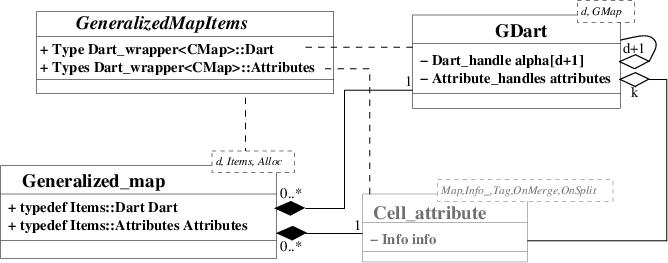 d, GMap
GeneralizedMapItems
+ Type Dart_wrapper<CMap>::Dart
+ Types Dart_wrapper<CMap>::Attributes
GDart
− Dart_handle alpha[d+1]
− Attribute_handles attributes
d+1
k
1
d, Items, Alloc
Generalized_map
+ typedef Items::Dart Dart
+ typedef Items::Attributes Attributes
0..*
0..*
1
Map,Info_,Tag,OnMerge,OnSplit
Cell_attribute
− Info info